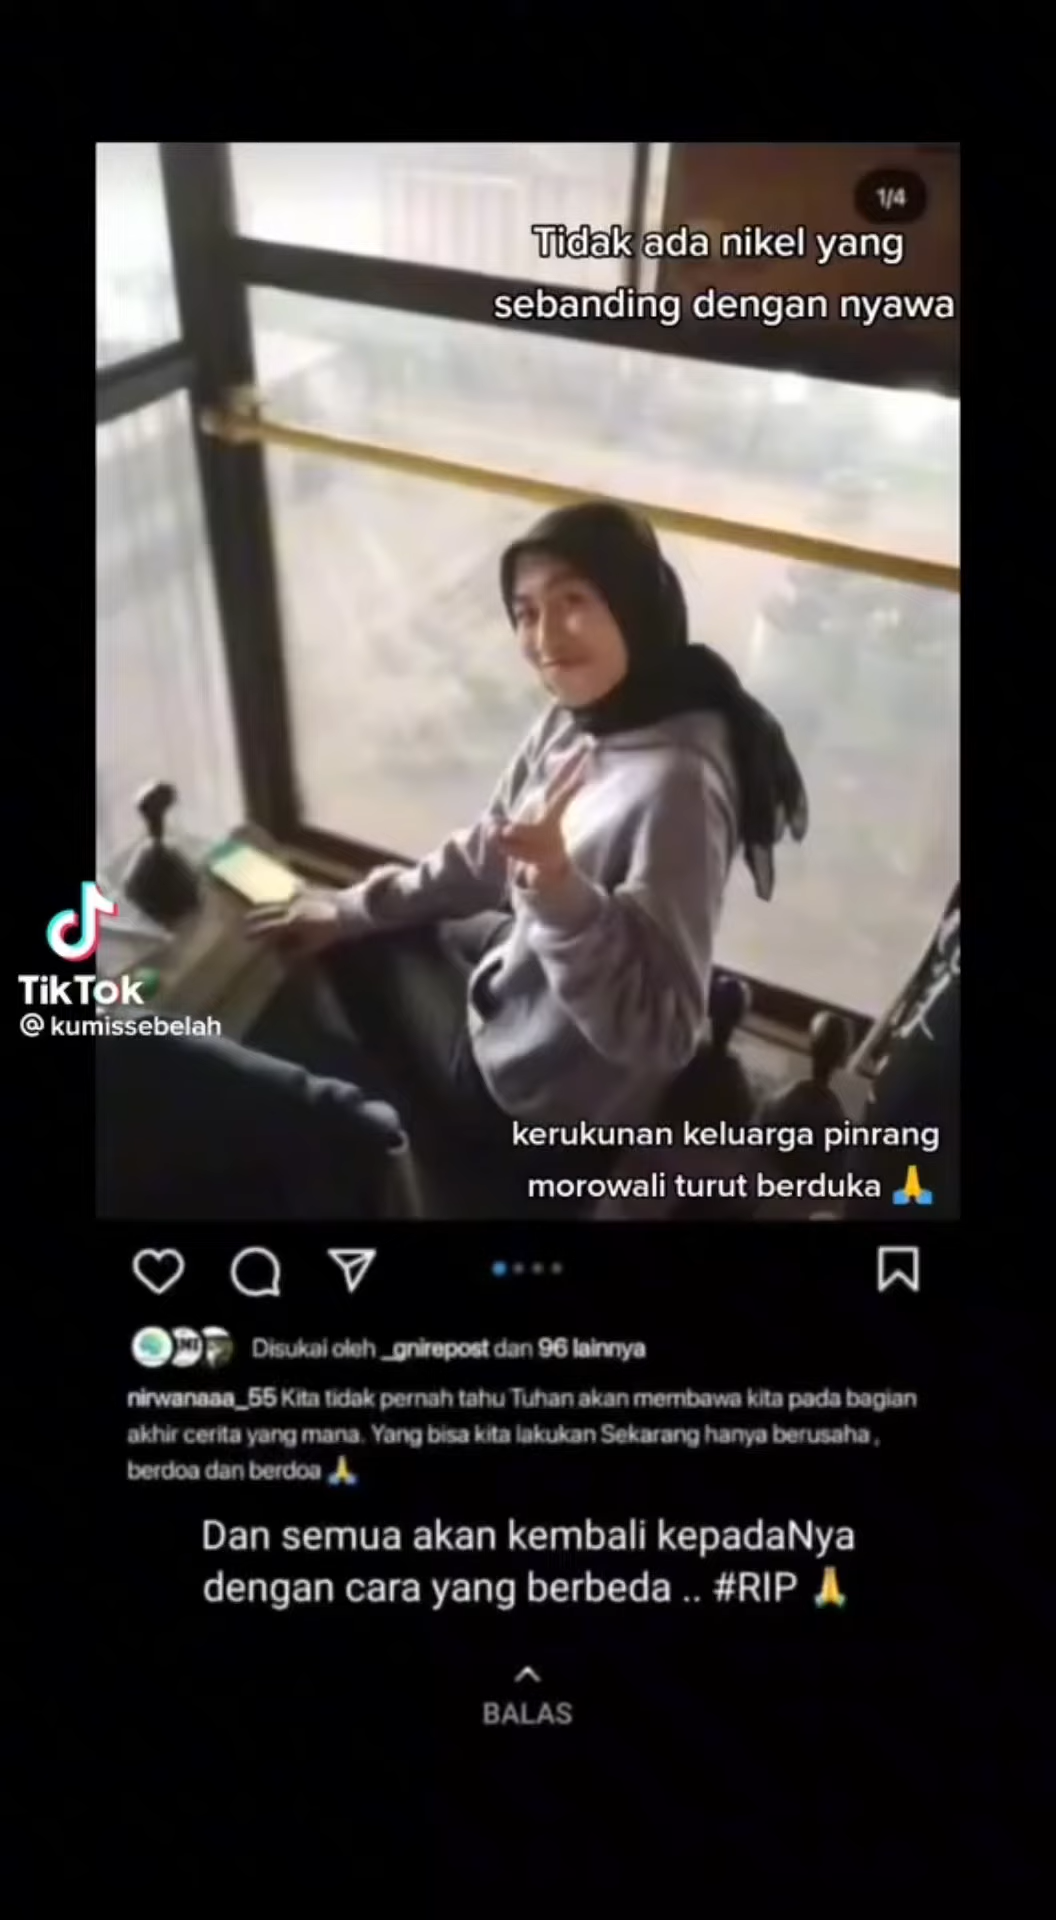 1/4
Tidak ada nikel yang
sebanding dengan nyawa
TikTok
@kumissebelah
kerukunan keluarga pinrang
morowali turut berduka 🙏
Disukai oleh _gnirepost dan 96 lainnya
nirwanaaa_55 Kita tidak pernah tahu Tuhan akan membawa kita pada bagian
akhir cerita yang mana. Yang bisa kita lakukan Sekarang hanya berusaha,
berdoa dan berdoa 🙏
Dan semua akan kembali kepadaNya
dengan cara yang berbeda .. #RIP 🙏
BALAS